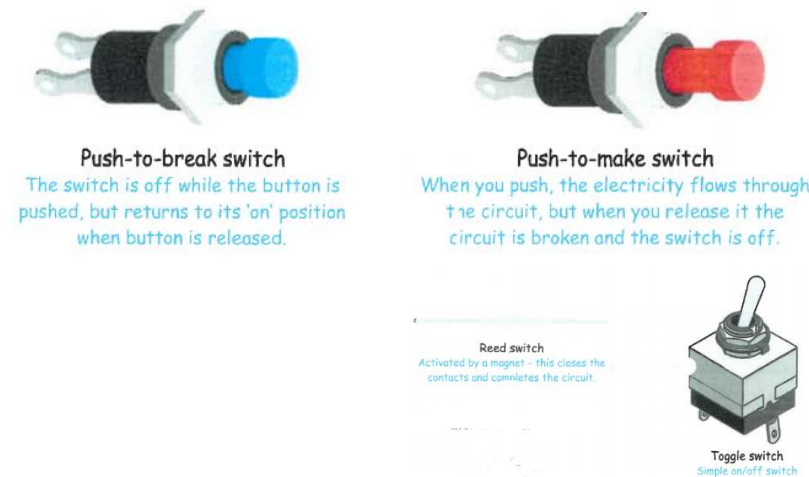 Push-to-break switch
The switch is off while the button is
pushed, but returns to its 'on' position
when button is released.
Push-to-make switch
When you push, the electricity flows through
the circuit, but when you release it the
circuit is broken and the switch is off.
Reed switch
Activated by a magnet - this closes the
contacts and completes the circuit.
Toggle switch
Simple on/off switch